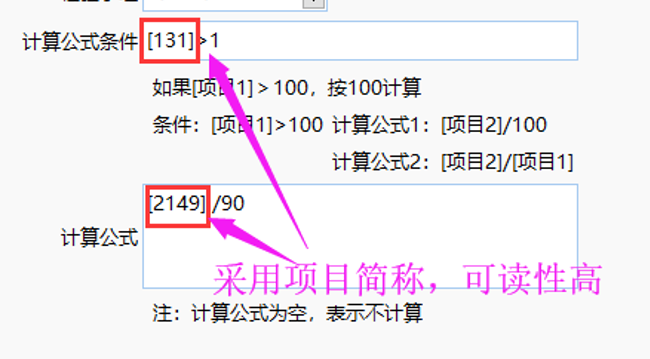 计算公式条件 [131]>1
如果[项目1]>100，按100计算
条件：[项目1]>100 计算公式1：[项目2]/100
计算公式2：[项目2]/[项目1]
[2149]/90
计算公式
采用项目简称，可读性高
注：计算公式为空，表示不计算